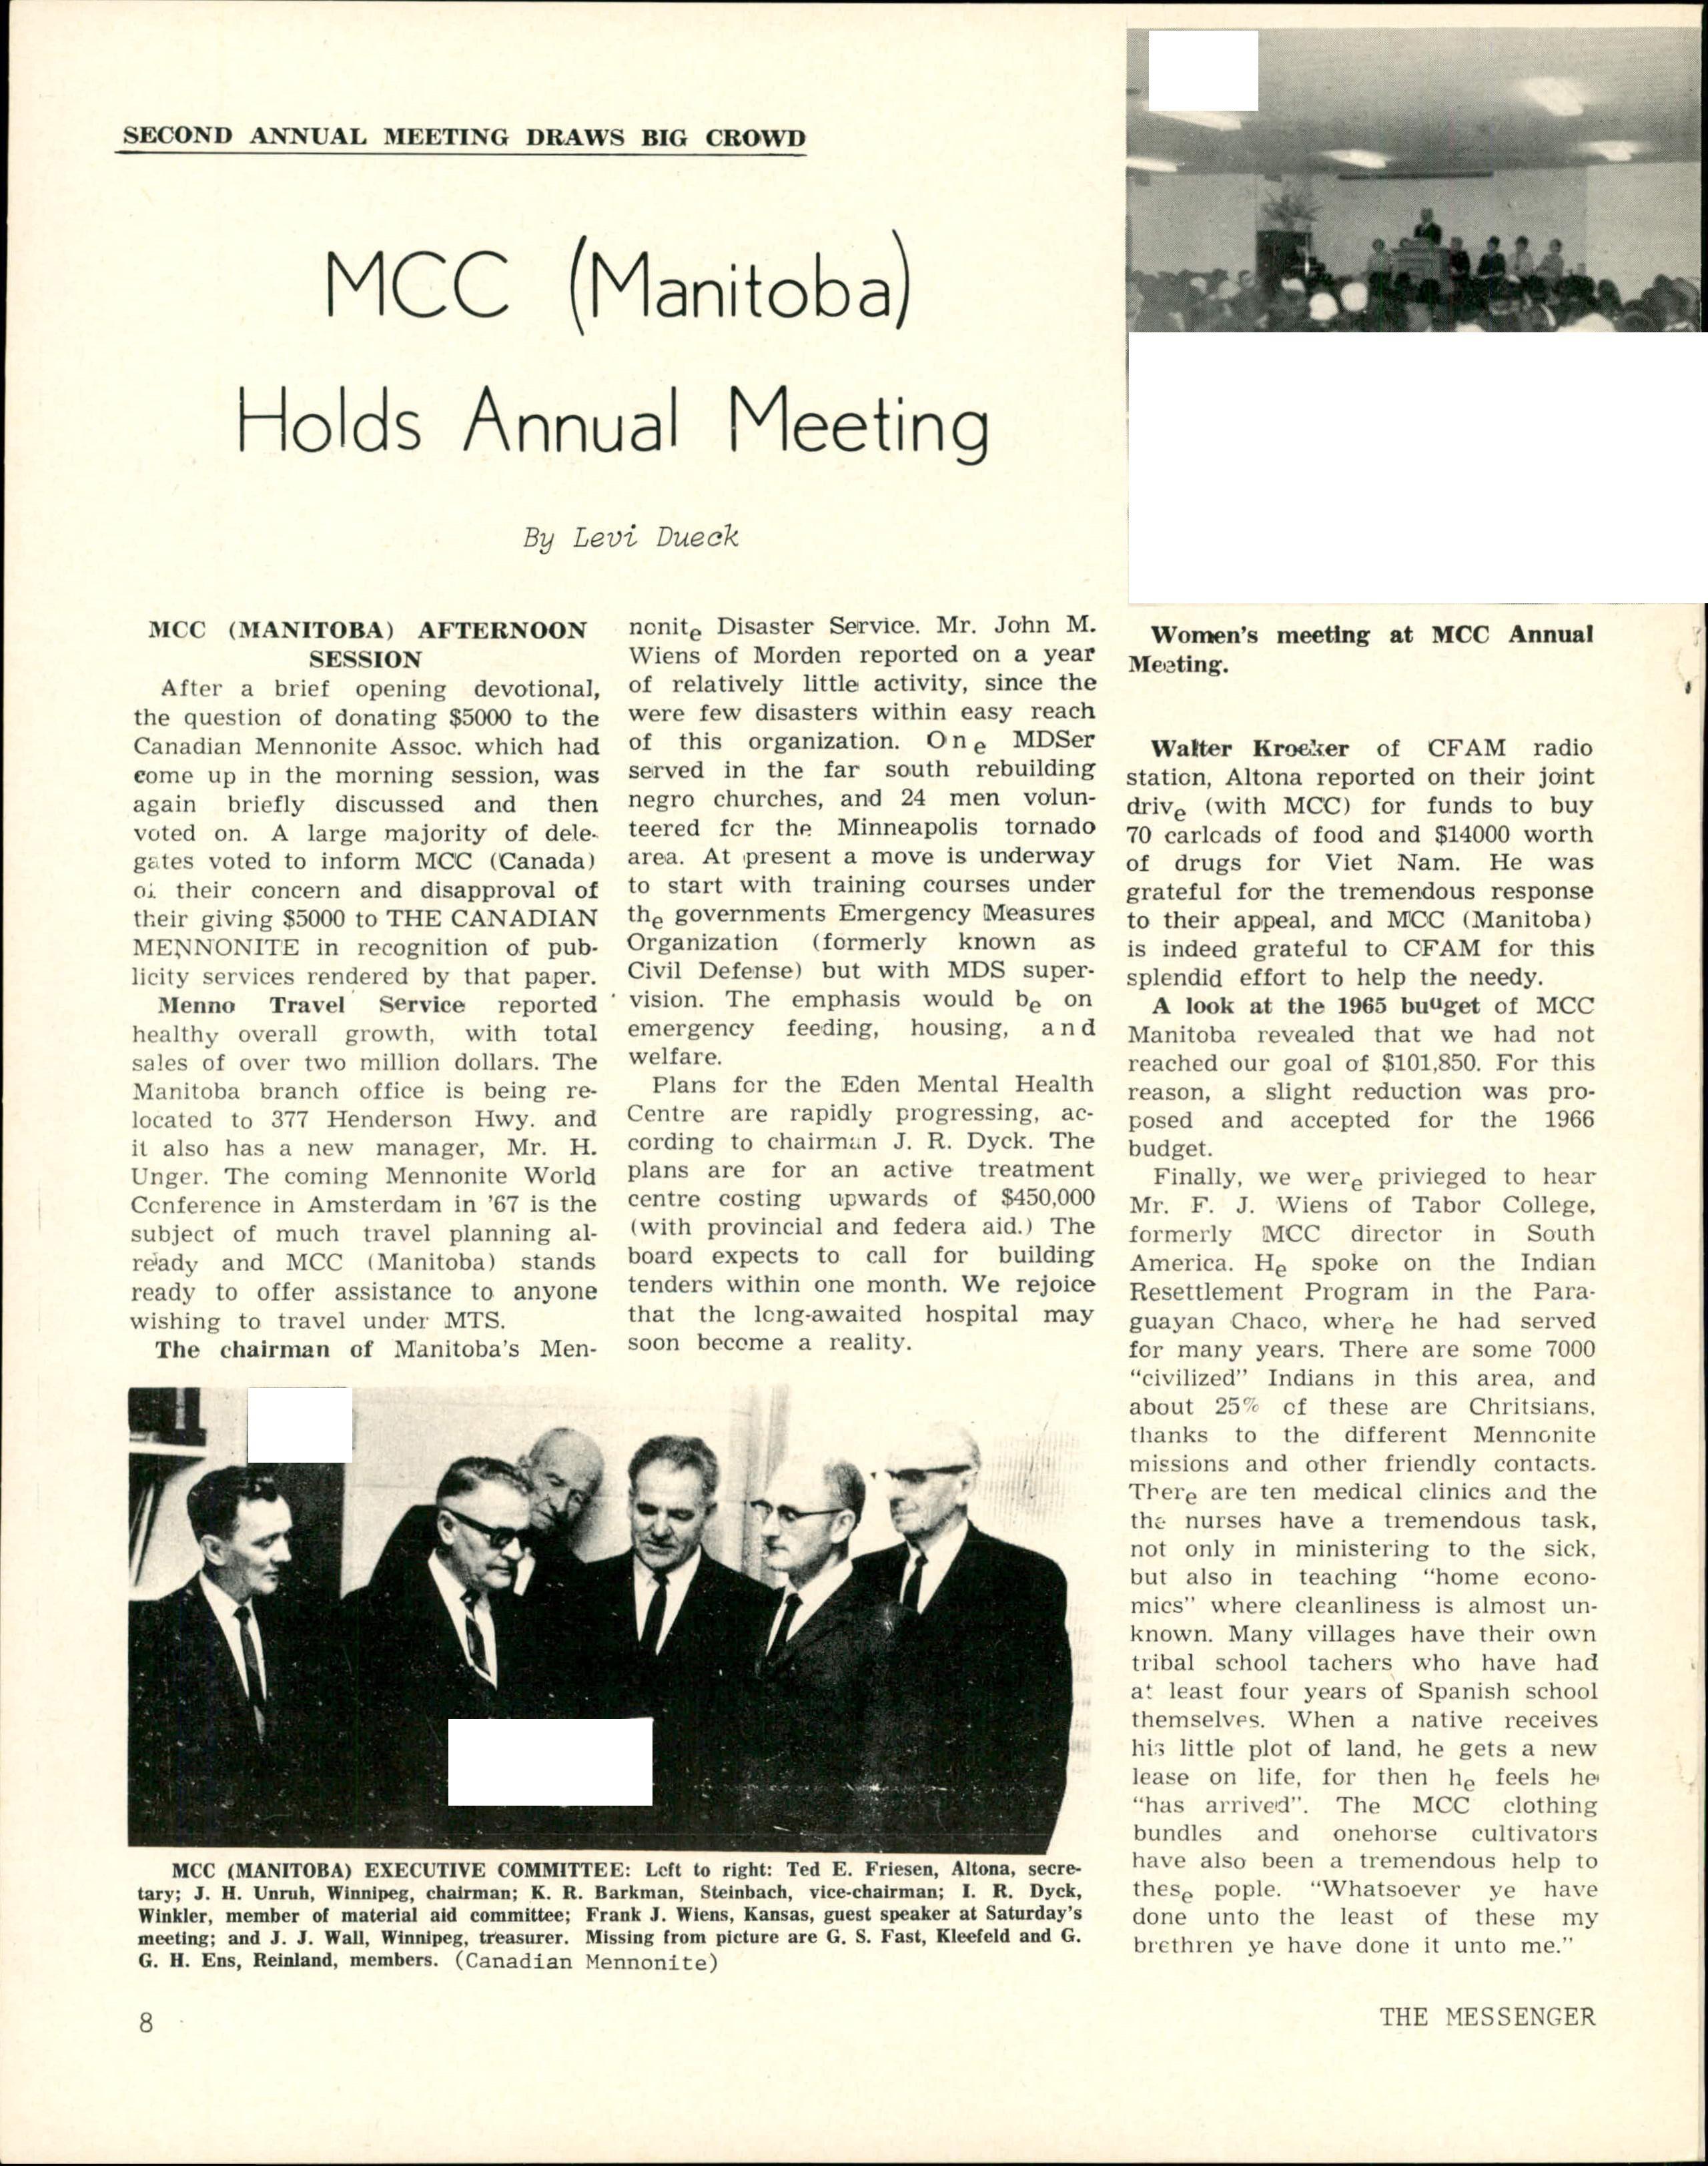 SECOND ANNUAL MEETING DRAWS BIG CROWD
MCC (Manitoba)
Holds Annual Meeting
By Levi Dueck
MCC (MANITOBA) AFTERNOON
SESSION
After a brief opening devotional,
the question of donating $5000 to the
Canadian Mennonite Assoc. which had
come up in the morning session, was
again briefly discussed and then
voted on. A large majority of dele-
gates voted to inform MCC (Canada)
of their concern and disapproval of
their giving $5000 to THE CANADIAN
MENNONITE in recognition of pub-
licity services rendered by that paper.
Menno Travel Service reported
healthy overall growth, with total
sales of over two million dollars. The
Manitoba branch office is being re-
located to 377 Henderson Hwy. and
it also has a new manager, Mr. H.
Unger. The coming Mennonite World
Conference in Amsterdam in '67 is the
subject of much travel planning al-
ready and MCC (Manitoba) stands
ready to offer assistance to anyone
wishing to travel under MTS.
The chairman of Manitoba's Men-
nonite Disaster Service. Mr. John M.
Wiens of Morden reported on a year
of relatively little activity, since the
were few disasters within easy reach
of this organization. One MDSer
served in the far south rebuilding
negro churches, and 24 men volun-
teered for the Minneapolis tornado
area. At present a move is underway
to start with training courses under
the governments Emergency Measures
Organization (formerly known as
Civil Defense) but with MDS super-
vision. The emphasis would be on
emergency feeding, housing, and
welfare.
Plans for the Eden Mental Health
Centre are rapidly progressing, ac-
cording to chairman J. R. Dyck. The
plans are for an active treatment
centre costing upwards of $450,000
(with provincial and federa aid.) The
board expects to call for building
tenders within one month. We rejoice
that the long-awaited hospital may
soon become a reality.
Women's meeting at MCC Annual
Meeting.
Walter Kroeker of CFAM radio
station, Altona reported on their joint
drive (with MCC) for funds to buy
70 carloads of food and $14000 worth
of drugs for Viet Nam. He was
grateful for the tremendous response
to their appeal, and MCC (Manitoba)
is indeed grateful to CFAM for this
splendid effort to help the needy.
A look at the 1965 budget of MCC
Manitoba revealed that we had not
reached our goal of $101,850. For this
reason, a slight reduction was pro-
posed and accepted for the 1966
budget.
Finally, we were privieged to hear
Mr. F. J. Wiens of Tabor College,
formerly MCC director in South
America. He spoke on the Indian
Resettlement Program in the Para-
guayan Chaco, where he had served
for many years. There are some 7000
"civilized" Indians in this area, and
about 25% of these are Chritsians,
thanks to the different Mennonite
missions and other friendly contacts.
There are ten medical clinics and the
the nurses have a tremendous task,
not only in ministering to the sick,
but also in teaching "home econo-
mics" where cleanliness is almost un-
known. Many villages have their own
tribal school tachers who have had
at least four years of Spanish school
themselves. When a native receives
his little plot of land, he gets a new
lease on life, for then he feels he
"has arrived". The MCC clothing
bundles and onehorse cultivators
have also been a tremendous help to
these pople. "Whatsoever ye have
done unto the least of these my
brethren ye have done it unto me."
MCC (MANITOBA) EXECUTIVE COMMITTEE: Left to right: Ted E. Friesen, Altona, secre-
tary; J. H. Unruh, Winnipeg, chairman; K. R. Barkman, Steinbach, vice-chairman; I. R. Dyck,
Winkler, member of material aid committee; Frank J. Wiens, Kansas, guest speaker at Saturday's
meeting; and J. J. Wall, Winnipeg, treasurer. Missing from picture are G. S. Fast, Kleefeld and G.
G. H. Ens, Reinland, members. (Canadian Mennonite)
8
THE MESSENGER